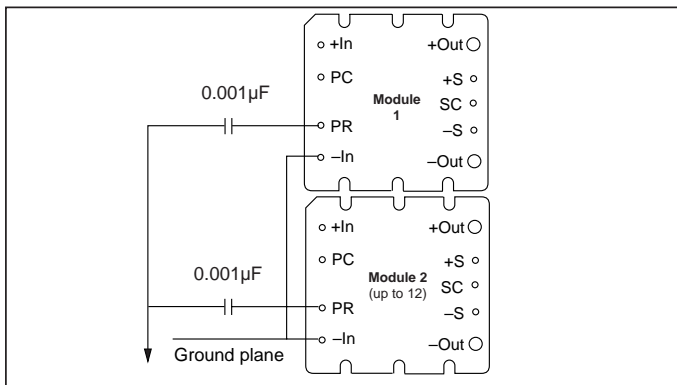 +In
+Out
PC
+S
0.001µF
Module
1
SC
PR
–S
–In
–Out
+In
+Out
PC
+S
0.001µF
Module 2
(up to 12)
SC
PR
–S
–In
–Out
Ground plane